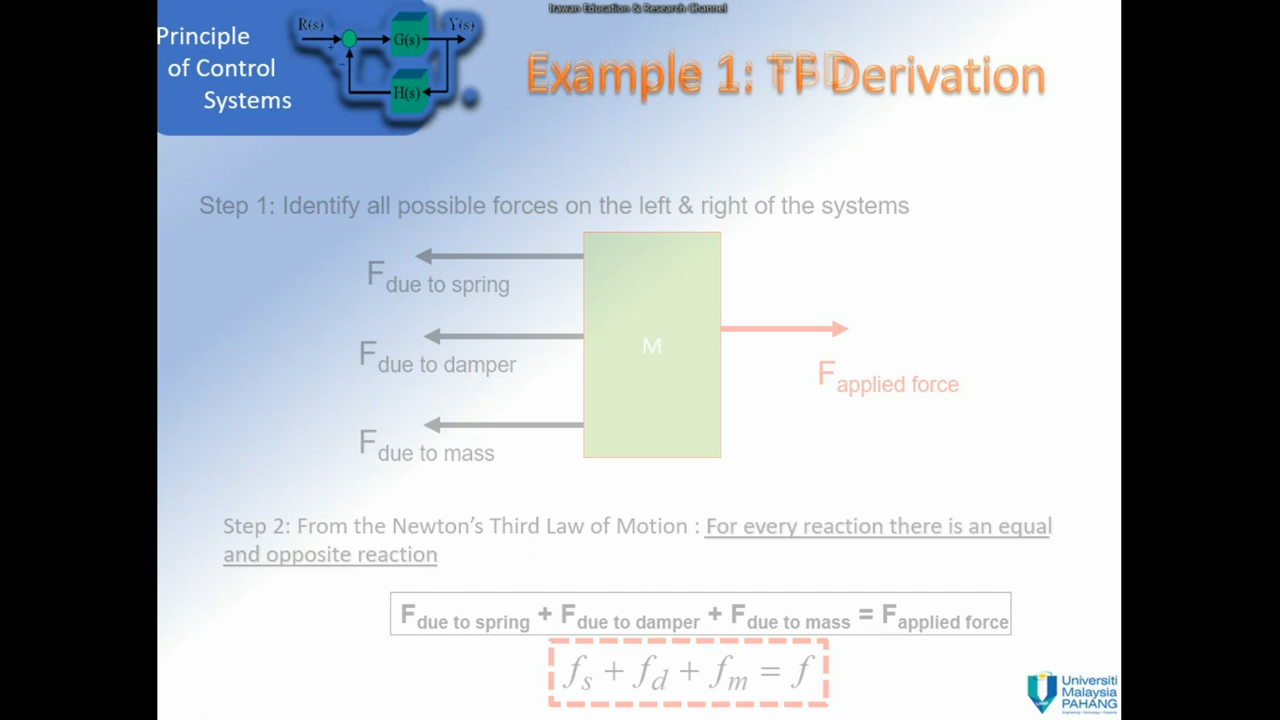 Irawan Education & Research Channel
Principle
of Control
Systems
R(s)
Y(s)
+
G(s)
−
H(s)
Example 1: TF Derivation
Step 1: Identify all possible forces on the left & right of the systems
F due to spring
F due to damper
M
F applied force
F due to mass
Step 2: From the Newton's Third Law of Motion : For every reaction there is an equal
and opposite reaction
F due to spring + F due to damper + F due to mass = F applied force
fs + fd + fm = f
Universiti
Malaysia
PAHANG